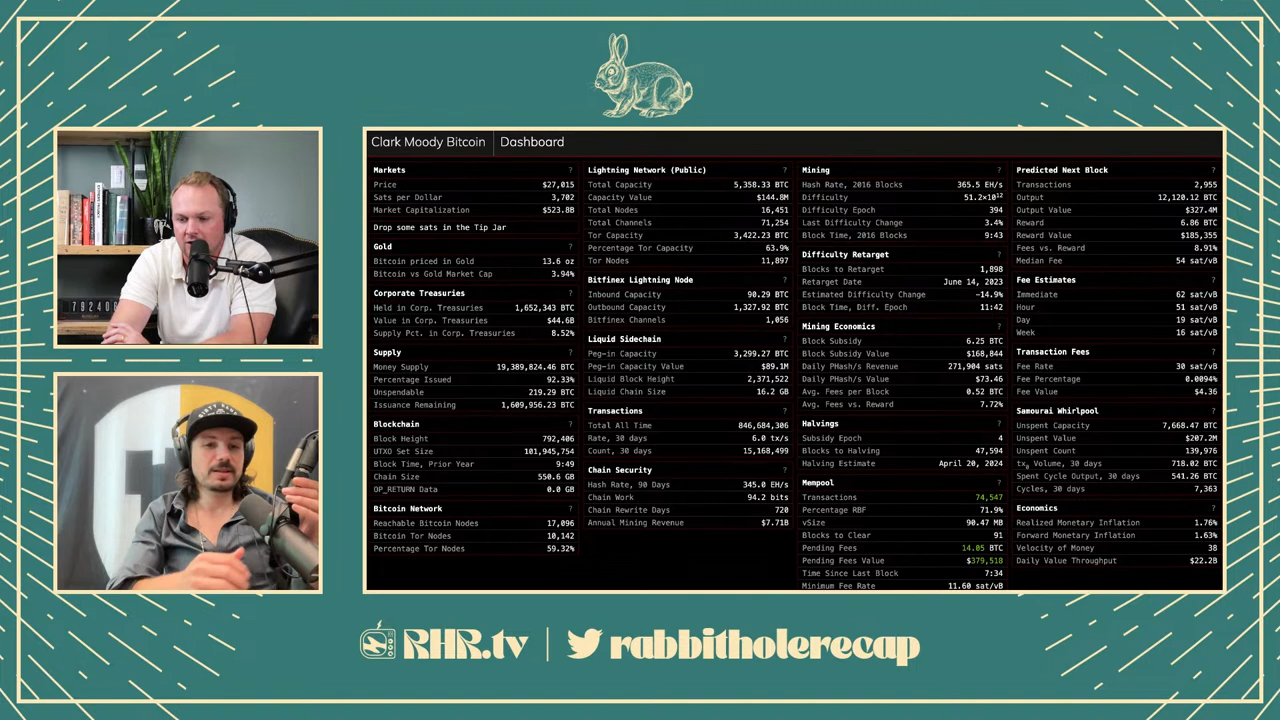 Clark Moody Bitcoin | Dashboard
Markets ?
Price $27,015
Sats per Dollar 3,702
Market Capitalization $523.8B
Drop some sats in the Tip Jar
Gold ?
Bitcoin priced in Gold 13.6 oz
Bitcoin vs Gold Market Cap 3.94%
Corporate Treasuries ?
Held in Corp. Treasuries 1,652,343 BTC
Value in Corp. Treasuries $44.6B
Supply Pct. in Corp. Treasuries 8.52%
Supply ?
Money Supply 19,389,824.46 BTC
Percentage Issued 92.33%
Unspendable 219.29 BTC
Issuance Remaining 1,609,956.23 BTC
Blockchain ?
Block Height 792,406
UTXO Set Size 101,945,754
Block Time, Prior Year 9:49
Chain Size 550.6 GB
OP_RETURN Data 0.0 GB
Bitcoin Network ?
Reachable Bitcoin Nodes 17,096
Bitcoin Tor Nodes 10,142
Percentage Tor Nodes 59.32%
Lightning Network (Public) ?
Total Capacity 5,358.33 BTC
Capacity Value $144.8M
Total Nodes 16,451
Total Channels 71,254
Tor Capacity 3,422.23 BTC
Percentage Tor Capacity 63.9%
Tor Nodes 11,897
Bitfinex Lightning Node ?
Inbound Capacity 90.29 BTC
Outbound Capacity 1,327.92 BTC
Bitfinex Channels 1,056
Liquid Sidechain ?
Peg-in Capacity 3,299.27 BTC
Peg-in Capacity Value $89.1M
Liquid Block Height 2,371,522
Liquid Chain Size 16.2 GB
Transactions ?
Total All Time 846,684,306
Rate, 30 days 6.0 tx/s
Count, 30 days 15,168,499
Chain Security ?
Hash Rate, 90 Days 345.0 EH/s
Chain Work 94.2 bits
Chain Rewrite Days 720
Annual Mining Revenue $7.71B
Mining ?
Hash Rate, 2016 Blocks 365.5 EH/s
Difficulty 51.2×10¹²
Difficulty Epoch 394
Last Difficulty Change 3.4%
Block Time, 2016 Blocks 9:43
Difficulty Retarget ?
Blocks to Retarget 1,898
Retarget Date June 14, 2023
Estimated Difficulty Change -14.9%
Block Time, Diff. Epoch 11:42
Mining Economics ?
Block Subsidy 6.25 BTC
Block Subsidy Value $168,844
Daily PHash/s Revenue 271,904 sats
Daily PHash/s Value $73.46
Avg. Fees per Block 0.52 BTC
Avg. Fees vs. Reward 7.72%
Halvings ?
Subsidy Epoch 4
Blocks to Halving 47,594
Halving Estimate April 20, 2024
Mempool ?
Transactions 74,547
Percentage RBF 71.9%
vSize 90.47 MB
Blocks to Clear 91
Pending Fees 14.05 BTC
Pending Fees Value $379,518
Time Since Last Block 7:34
Minimum Fee Rate 11.60 sat/vB
Predicted Next Block ?
Transactions 2,955
Output 12,120.12 BTC
Output Value $327.4M
Reward 6.86 BTC
Reward Value $185,355
Fees vs. Reward 8.91%
Median Fee 54 sat/vB
Fee Estimates ?
Immediate 62 sat/vB
Hour 51 sat/vB
Day 19 sat/vB
Week 16 sat/vB
Transaction Fees ?
Fee Rate 30 sat/vB
Fee Percentage 0.0094%
Fee Value $4.36
Samourai Whirlpool ?
Unspent Capacity 7,668.47 BTC
Unspent Value $207.2M
Unspent Count 139,976
tx₀ Volume, 30 days 718.02 BTC
Spent Cycle Output, 30 days 541.26 BTC
Cycles, 30 days 7,363
Economics ?
Realized Monetary Inflation 1.76%
Forward Monetary Inflation 1.63%
Velocity of Money 38
Daily Value Throughput $22.2B
RHR.tv | rabbitholerecap